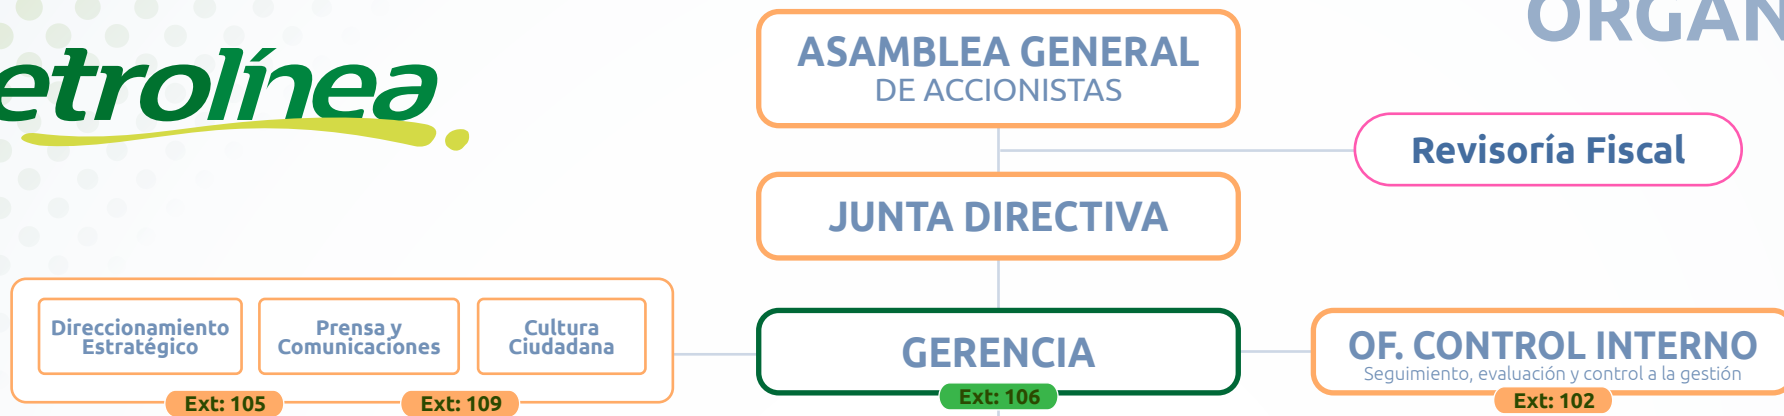 ORGAN
etrolínea
ASAMBLEA GENERAL
DE ACCIONISTAS
Revisoría Fiscal
JUNTA DIRECTIVA
Direccionamiento
Estratégico
Prensa y
Comunicaciones
Cultura
Ciudadana
Ext: 105
Ext: 109
GERENCIA
Ext: 106
OF. CONTROL INTERNO
Seguimiento, evaluación y control a la gestión
Ext: 102